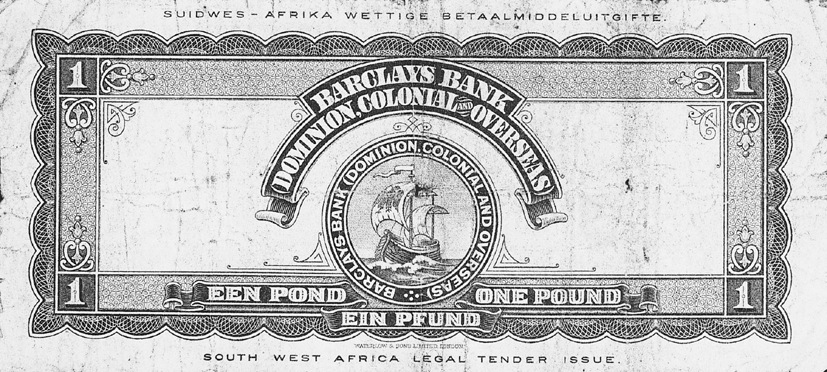 SUIDWES-AFRIKA WETTIGE BETAALMIDDELUITGIFTE.
1 1
BARCLAYS BANK
DOMINION, COLONIAL AND OVERSEAS
BARCLAYS BANK (DOMINION, COLONIAL AND OVERSEAS)
1 1
EEN POND ONE POUND
EIN PFUND
WATERLOW & SONS LIMITED, LONDON
SOUTH WEST AFRICA LEGAL TENDER ISSUE.